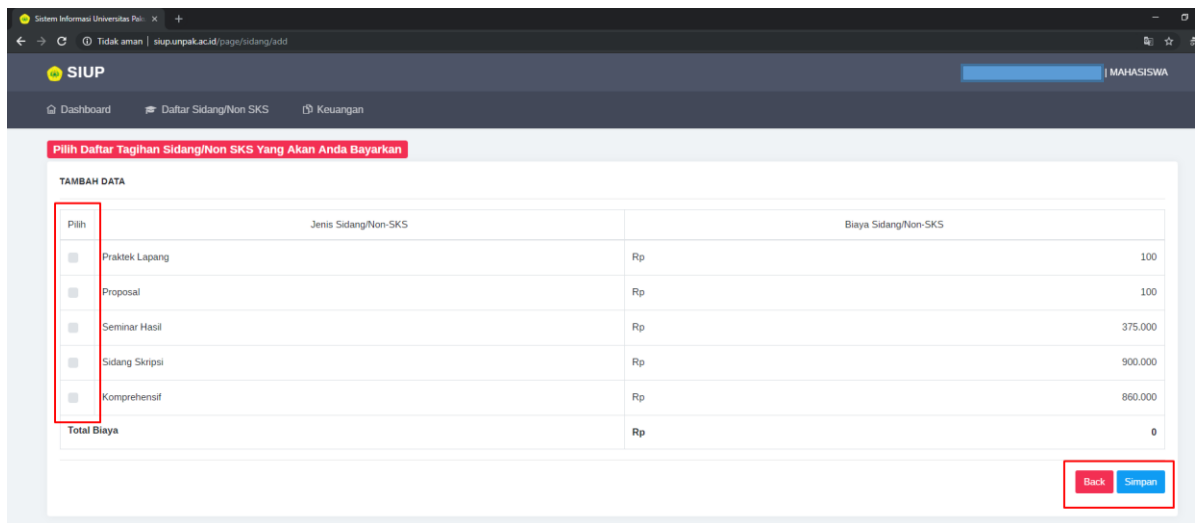 Sistem Informasi Universitas Pak
Tidak aman | siup.unpak.ac.id/page/sidang/add
SIUP
| MAHASISWA
Dashboard Daftar Sidang/Non SKS Keuangan
Pilih Daftar Tagihan Sidang/Non SKS Yang Akan Anda Bayarkan
TAMBAH DATA
Pilih Jenis Sidang/Non-SKS Biaya Sidang/Non-SKS
Praktek Lapang Rp 100
Proposal Rp 100
Seminar Hasil Rp 375.000
Sidang Skripsi Rp 900.000
Komprehensif Rp 860.000
Total Biaya Rp 0
Back Simpan